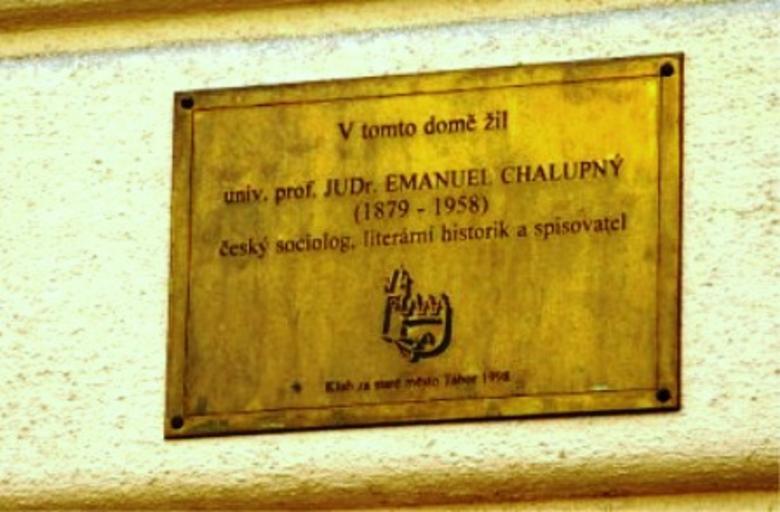 V tomto domě žil
univ. prof. JUDr. EMANUEL CHALUPNÝ
(1879 - 1958)
český sociolog, literární historik a spisovatel
Klub za staré město Tábor 1998